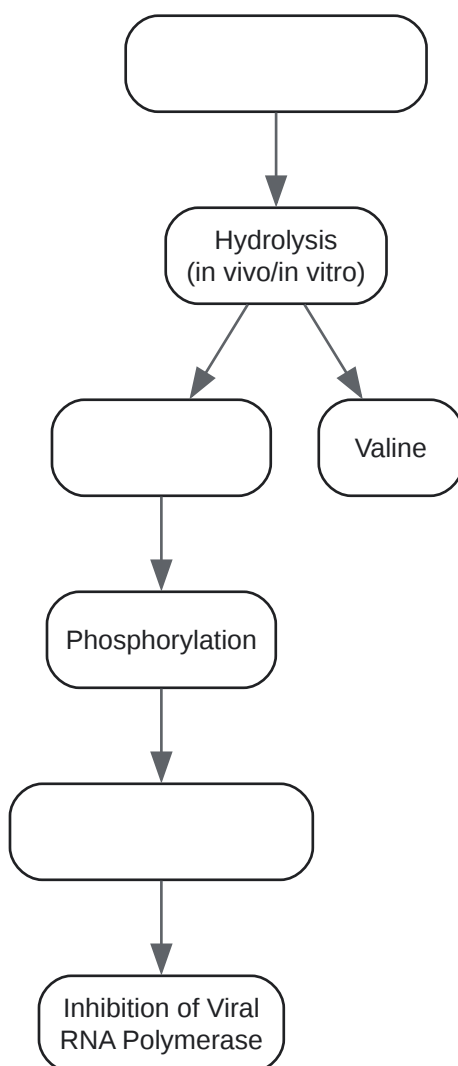 Hydrolysis
(in vivo/in vitro)
Valine
Phosphorylation
Inhibition of Viral
RNA Polymerase